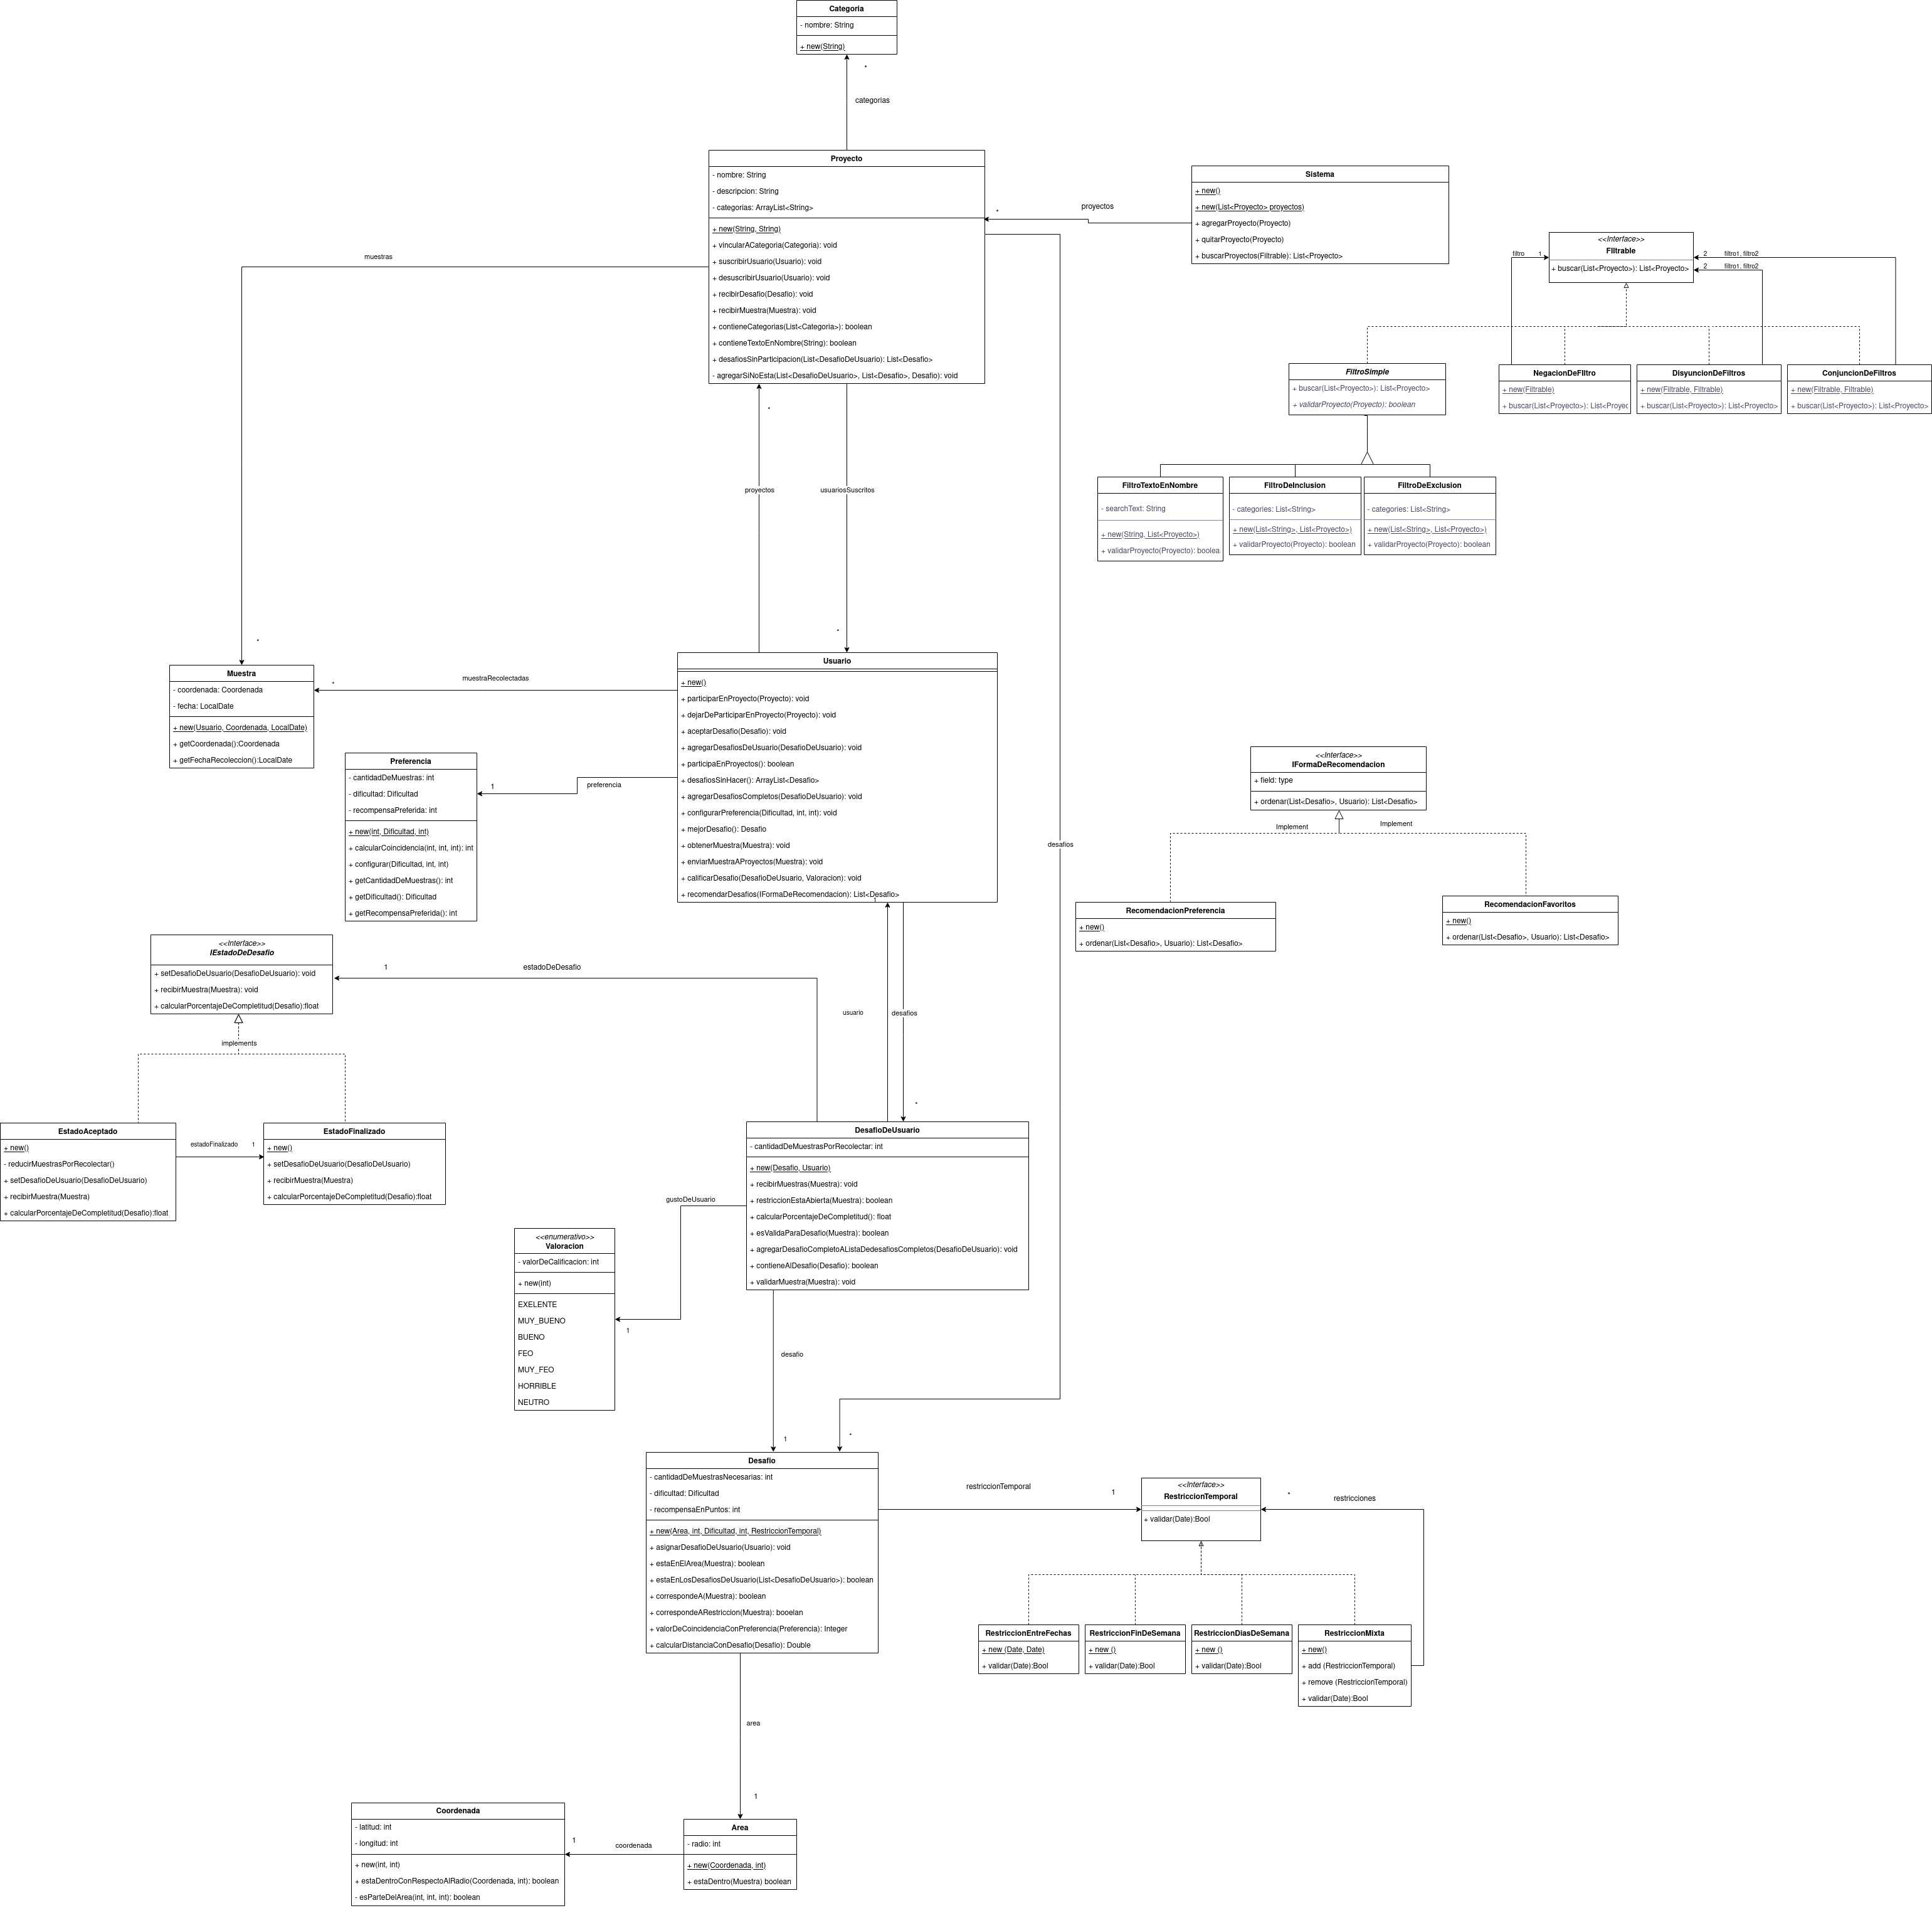 Categoria
- nombre: String
+ new(String)
*
categorias
Proyecto
- nombre: String
- descripcion: String
- categorias: ArrayList<String>
+ new(String, String)
+ vincularACategoria(Categoria): void
+ suscribirUsuario(Usuario): void
+ desuscribirUsuario(Usuario): void
+ recibirDesafio(Desafio): void
+ recibirMuestra(Muestra): void
+ contieneCategorias(List<Categoria>): boolean
+ contieneTextoEnNombre(String): boolean
+ desafiosSinParticipacion(List<DesafioDeUsuario): List<Desafio>
- agregarSiNoEsta(List<DesafioDeUsuario>, List<Desafio>, Desafio): void
*
proyectos
Sistema
+ new()
+ new(List<Proyecto> proyectos)
+ agregarProyecto(Proyecto)
+ quitarProyecto(Proyecto)
+ buscarProyectos(Filtrable): List<Proyecto>
<<Interface>>
FIltrable
+ buscar(List<Proyecto>): List<Proyecto>
filtro
1
2
filtro1, filtro2
2
filtro1, filtro2
FiltroSimple
+ buscar(List<Proyecto>): List<Proyecto>
+ validarProyecto(Proyecto): boolean
NegacionDeFIltro
+ new(Filtrable)
+ buscar(List<Proyecto>): List<Proyec
DisyuncionDeFiltros
+ new(Filtrable, Filtrable)
+ buscar(List<Proyecto>): List<Proyecto>
ConjuncionDeFiltros
+ new(Filtrable, Filtrable)
+ buscar(List<Proyecto>): List<Proyecto>
FiltroTextoEnNombre
- searchText: String
+ new(String, List<Proyecto>)
+ validarProyecto(Proyecto): boolea
FiltroDeInclusion
- categories: List<String>
+ new(List<String>, List<Proyecto>)
+ validarProyecto(Proyecto): boolean
FiltroDeExclusion
- categories: List<String>
+ new(List<String>, List<Proyecto>)
+ validarProyecto(Proyecto): boolean
muestras
*
*
proyectos
usuariosSuscritos
*
Muestra
- coordenada: Coordenada
- fecha: LocalDate
+ new(Usuario, Coordenada, LocalDate)
+ getCoordenada():Coordenada
+ getFechaRecoleccion():LocalDate
*
muestraRecolectadas
Usuario
+ new()
+ participarEnProyecto(Proyecto): void
+ dejarDeParticiparEnProyecto(Proyecto): void
+ aceptarDesafio(Desafio): void
+ agregarDesafiosDeUsuario(DesafioDeUsuario): void
+ participaEnProyectos(): boolean
+ desafiosSinHacer(): ArrayList<Desafio>
+ agregarDesafiosCompletos(DesafioDeUsuario): void
+ configurarPreferencia(Dificultad, int, int): void
+ mejorDesafio(): Desafio
+ obtenerMuestra(Muestra): void
+ enviarMuestraAProyectos(Muestra): void
+ calificarDesafio(DesafioDeUsuario, Valoracion): void
+ recomendarDesafios(IFormaDeRecomendacion): List<Desafio>
1
Preferencia
- cantidadDeMuestras: int
- dificultad: Dificultad
- recompensaPreferida: int
+ new(int, Dificultad, int)
+ calcularCoincidencia(int, int, int): int
+ configurar(Dificultad, int, int)
+ getCantidadDeMuestras(): int
+ getDificultad(): Dificultad
+ getRecompensaPreferida(): int
1
preferencia
desafios
<<Interface>>
IFormaDeRecomendacion
+ field: type
+ ordenar(List<Desafio>, Usuario): List<Desafio>
Implement
Implement
RecomendacionPreferencia
+ new()
+ ordenar(List<Desafio>, Usuario): List<Desafio>
RecomendacionFavoritos
+ new()
+ ordenar(List<Desafio>, Usuario): List<Desafio>
<<Interface>>
IEstadoDeDesafio
+ setDesafioDeUsuario(DesafioDeUsuario): void
+ recibirMuestra(Muestra): void
+ calcularPorcentajeDeCompletitud(Desafio):float
1
estadoDeDesafio
implements
usuario
desafios
*
EstadoAceptado
+ new()
- reducirMuestrasPorRecolectar()
+ setDesafioDeUsuario(DesafioDeUsuario)
+ recibirMuestra(Muestra)
+ calcularPorcentajeDeCompletitud(Desafio):float
estadoFinalizado
1
EstadoFinalizado
+ new()
+ setDesafioDeUsuario(DesafioDeUsuario)
+ recibirMuestra(Muestra)
+ calcularPorcentajeDeCompletitud(Desafio):float
DesafioDeUsuario
- cantidadDeMuestrasPorRecolectar: int
+ new(Desafio, Usuario)
+ recibirMuestras(Muestra): void
+ restriccionEstaAbierta(Muestra): boolean
+ calcularPorcentajeDeCompletitud(): float
+ esValidaParaDesafio(Muestra): boolean
+ agregarDesafioCompletoAListaDedesafiosCompletos(DesafioDeUsuario): void
+ contieneAlDesafio(Desafio): boolean
+ validarMuestra(Muestra): void
gustoDeUsuario
1
<<enumerativo>>
Valoracion
- valorDeCalificacion: int
+ new(int)
EXELENTE
MUY_BUENO
BUENO
FEO
MUY_FEO
HORRIBLE
NEUTRO
desafio
1
*
Desafio
- cantidadDeMuestrasNecesarias: int
- dificultad: Dificultad
- recompensaEnPuntos: int
+ new(Area, int, Dificultad, int, RestriccionTemporal)
+ asignarDesafioDeUsuario(Usuario): void
+ estaEnElArea(Muestra): boolean
+ estaEnLosDesafiosDeUsuario(List<DesafioDeUsuario>): boolean
+ correspondeA(Muestra): boolean
+ correspondeARestriccion(Muestra): booelan
+ valorDeCoincidenciaConPreferencia(Preferencia): Integer
+ calcularDistanciaConDesafio(Desafio): Double
restriccionTemporal
1
<<Interface>>
RestriccionTemporal
+ validar(Date):Bool
*
restricciones
RestriccionEntreFechas
+ new (Date, Date)
+ validar(Date):Bool
RestriccionFinDeSemana
+ new ()
+ validar(Date):Bool
RestriccionDiasDeSemana
+ new ()
+ validar(Date):Bool
RestriccionMixta
+ new()
+ add (RestriccionTemporal)
+ remove (RestriccionTemporal)
+ validar(Date):Bool
area
1
Coordenada
- latitud: int
- longitud: int
+ new(int, int)
+ estaDentroConRespectoAlRadio(Coordenada, int): boolean
- esParteDelArea(int, int, int): boolean
1
coordenada
Area
- radio: int
+ new(Coordenada, int)
+ estaDentro(Muestra) boolean